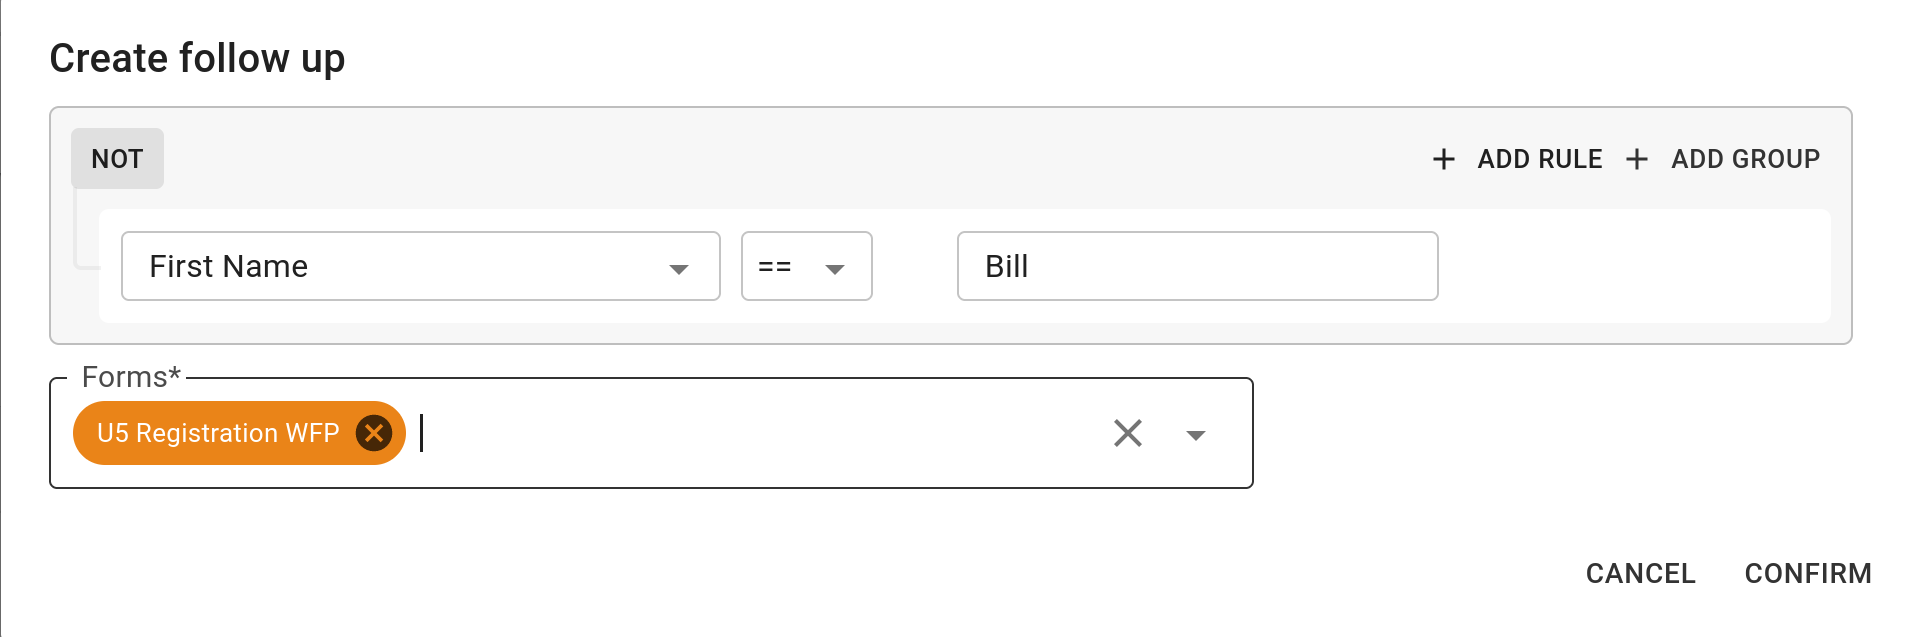 Create follow up
NOT + ADD RULE + ADD GROUP
First Name == Bill
Forms*
U5 Registration WFP
CANCEL CONFIRM